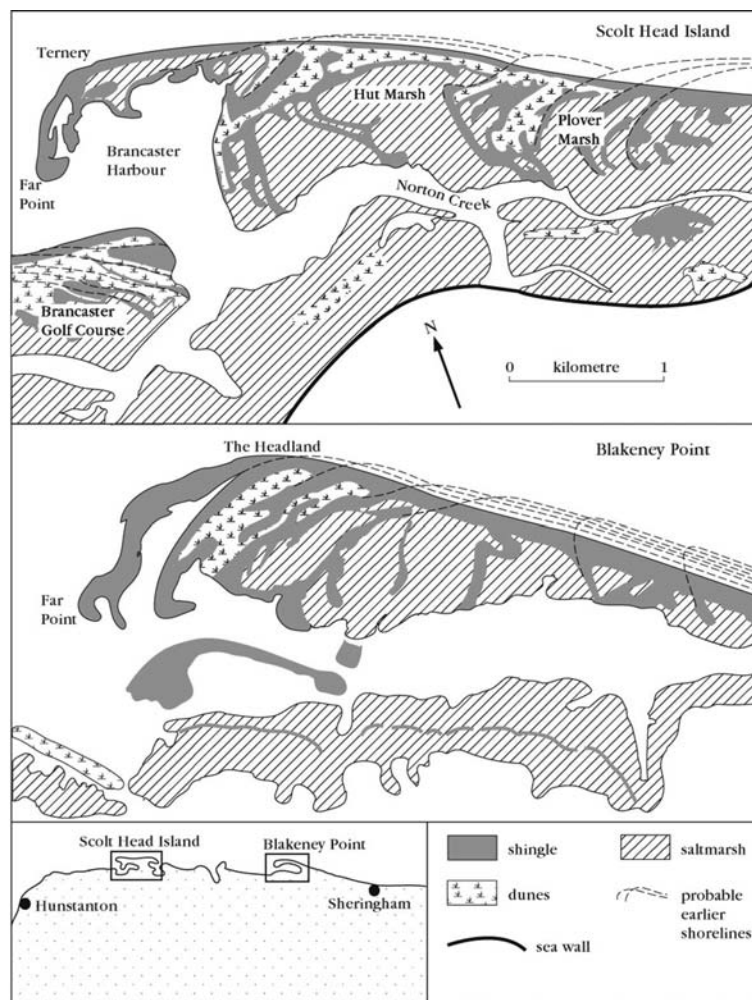 Scolt Head Island
Ternery
Hut Marsh
Plover
Marsh
Brancaster
Harbour
Far
Point
Norton Creek
Brancaster
Golf Course
N
0 kilometre 1
The Headland
Blakeney Point
Far
Point
Scolt Head Island
Blakeney Point
Hunstanton
Sheringham
shingle
saltmarsh
dunes
probable
earlier
shorelines
sea wall